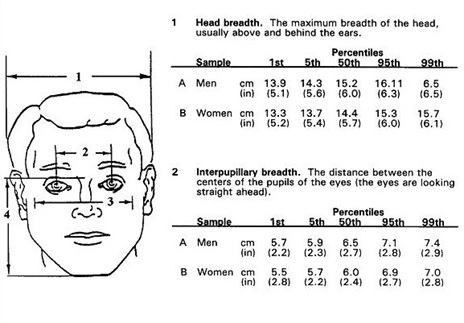 1 Head breadth. The maximum breadth of the head,
usually above and behind the ears.
Percentiles
Sample 1st 5th 50th 95th 99th
A Men cm 13.9 14.3 15.2 16.11 6.5
(in) (5.1) (5.6) (6.0) (6.3) (6.5)
B Women cm 13.3 13.7 14.4 15.3 15.7
(in) (5.2) (5.4) (5.7) (6.0) (6.1)
2 Interpupillary breadth. The distance between the
centers of the pupils of the eyes (the eyes are looking
straight ahead).
Percentiles
Sample 1st 5th 50th 95th 99th
A Men cm 5.7 5.9 6.5 7.1 7.4
(in) (2.2) (2.3) (2.7) (2.8) (2.9)
B Women cm 5.5 5.7 6.0 6.9 7.0
(in) (2.8) (2.2) (2.4) (2.7) (2.8)
1
2
3
4